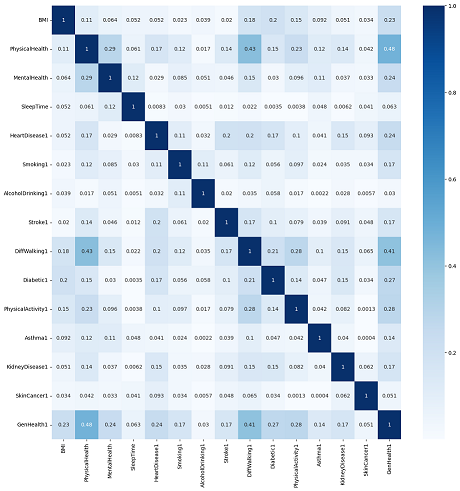 BMI 1 0.11 0.064 0.052 0.052 0.023 0.039 0.02 0.18 0.2 0.15 0.092 0.051 0.034 0.23
PhysicalHealth 0.11 1 0.29 0.061 0.17 0.12 0.017 0.14 0.43 0.15 0.23 0.12 0.14 0.042 0.48
MentalHealth 0.064 0.29 1 0.12 0.029 0.085 0.051 0.046 0.15 0.03 0.096 0.11 0.037 0.033 0.24
SleepTime 0.052 0.061 0.12 1 0.0083 0.03 0.0051 0.012 0.022 0.0035 0.0038 0.048 0.0062 0.041 0.063
HeartDisease1 0.052 0.17 0.029 0.0083 1 0.11 0.032 0.2 0.2 0.17 0.1 0.041 0.15 0.093 0.24
Smoking1 0.023 0.12 0.085 0.03 0.11 1 0.11 0.061 0.12 0.056 0.097 0.024 0.035 0.034 0.17
AlcoholDrinking1 0.039 0.017 0.051 0.0051 0.032 0.11 1 0.02 0.035 0.058 0.017 0.0022 0.028 0.0057 0.03
Stroke1 0.02 0.14 0.046 0.012 0.2 0.061 0.02 1 0.17 0.1 0.079 0.039 0.091 0.048 0.17
DiffWalking1 0.18 0.43 0.15 0.022 0.2 0.12 0.035 0.17 1 0.21 0.28 0.1 0.15 0.065 0.41
Diabetic1 0.2 0.15 0.03 0.0035 0.17 0.056 0.058 0.1 0.21 1 0.14 0.047 0.15 0.034 0.27
PhysicalActivity1 0.15 0.23 0.096 0.0038 0.1 0.097 0.017 0.079 0.28 0.14 1 0.042 0.082 0.0013 0.28
Asthma1 0.092 0.12 0.11 0.048 0.041 0.024 0.0022 0.039 0.1 0.047 0.042 1 0.04 0.0004 0.14
KidneyDisease1 0.051 0.14 0.037 0.0062 0.15 0.035 0.028 0.091 0.15 0.15 0.082 0.04 1 0.062 0.17
SkinCancer1 0.034 0.042 0.033 0.041 0.093 0.034 0.0057 0.048 0.065 0.034 0.0013 0.0004 0.062 1 0.051
GenHealth1 0.23 0.48 0.24 0.063 0.24 0.17 0.03 0.17 0.41 0.27 0.28 0.14 0.17 0.051 1
BMI PhysicalHealth MentalHealth SleepTime HeartDisease1 Smoking1 AlcoholDrinking1 Stroke1 DiffWalking1 Diabetic1 PhysicalActivity1 Asthma1 KidneyDisease1 SkinCancer1 GenHealth1
1.0
0.8
0.6
0.4
0.2